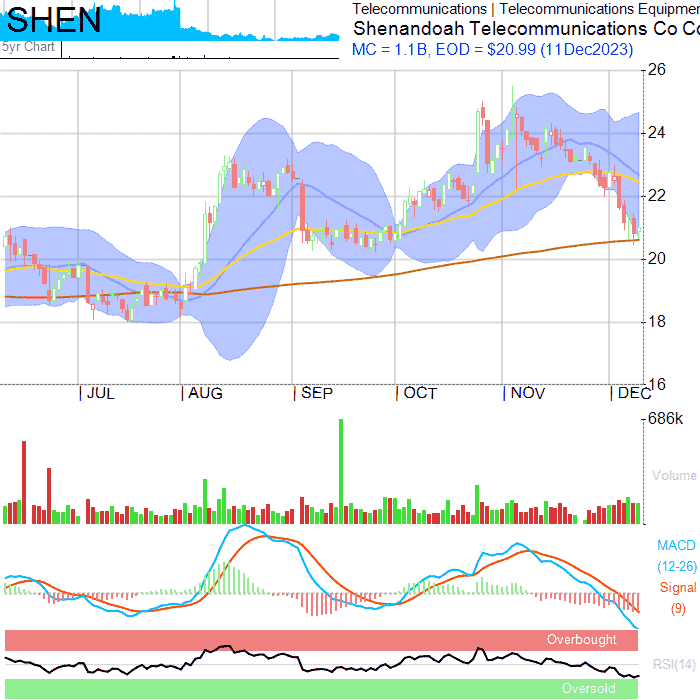 SHEN
5yr Chart
Telecommunications | Telecommunications Equipmen
Shenandoah Telecommunications Co Co
MC = 1.1B, EOD = $20.99 (11Dec2023)
26
24
22
20
18
16
JUL
AUG
SEP
OCT
NOV
DEC
686k
Volume
MACD
(12-26)
Signal
(9)
Overbought
RSI(14)
Oversold